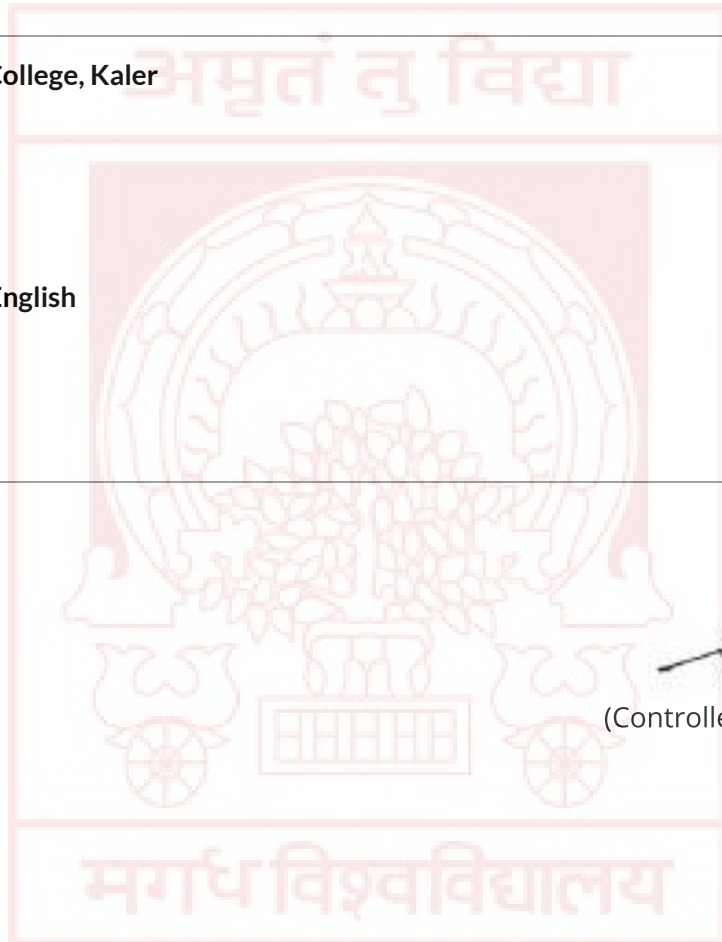 अमृतं तु विद्या
College, Kaler
English
(Controlle
मगध विश्वविद्यालय